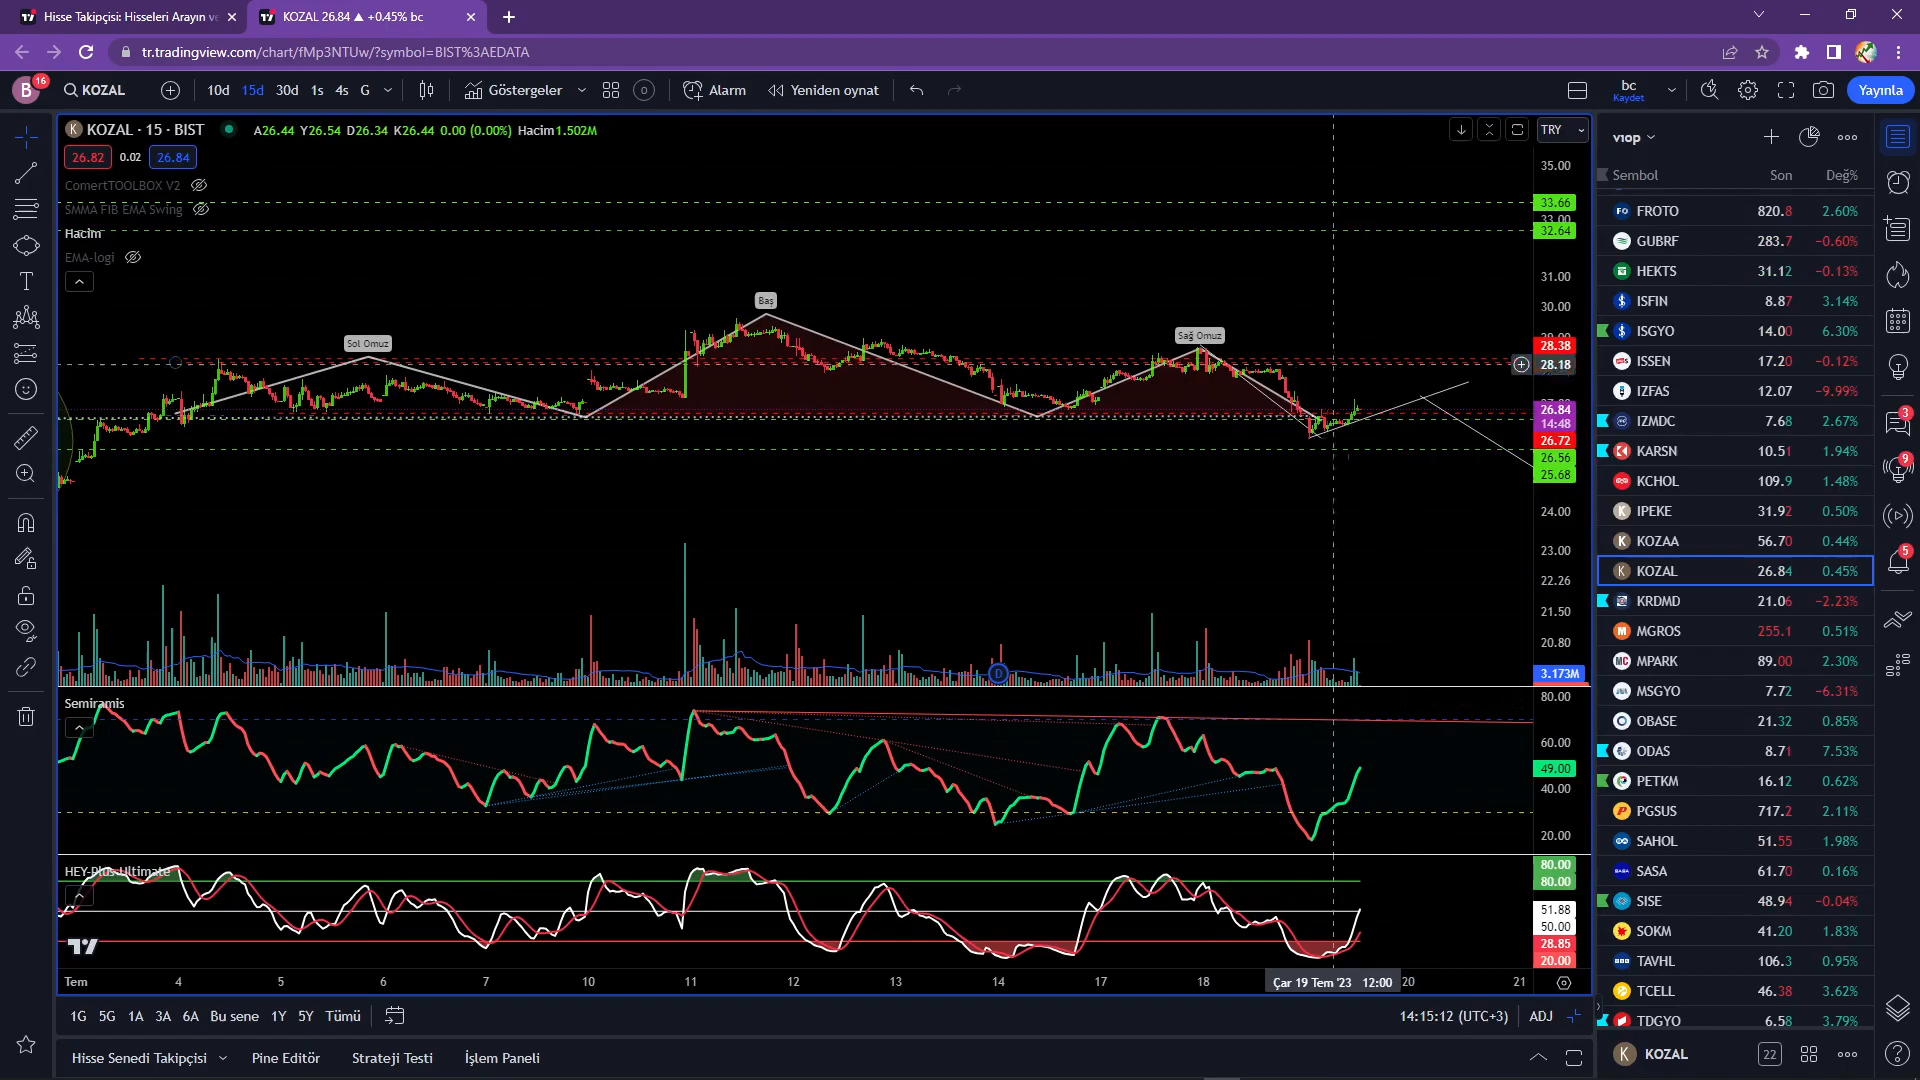 Hisse Takipçisi: Hisseleri Arayın ve
KOZAL 26.84 ▲ +0.45% bc
tr.tradingview.com/chart/fMp3NTUw/?symbol=BIST%3AEDATA
B 16 KOZAL 10d 15d 30d 1s 4s G Göstergeler Alarm Yeniden oynat bc Kaydet Yayınla
KOZAL · 15 · BIST A26.44 Y26.54 D26.34 K26.44 0.00 (0.00%) Hacim1.502M
26.82 0.02 26.84
ComertTOOLBOX V2
SMMA FIB EMA Swing
Hacim
EMA-logi
Sol Omuz
Baş
Sağ Omuz
TRY
35.00
33.66
33.00
32.64
31.00
30.00
28.38
28.18
26.84
14:48
26.72
26.56
25.68
24.00
23.00
22.26
21.50
20.80
3.173M
D
Semiramis
80.00
60.00
49.00
40.00
20.00
HEY-Plus-Ultimate
80.00
80.00
51.88
50.00
28.85
20.00
Tem 4 5 6 7 10 11 12 13 14 17 18 Çar 19 Tem '23 12:00 20 21
1G 5G 1A 3A 6A Bu sene 1Y 5Y Tümü 14:15:12 (UTC+3) ADJ
Hisse Senedi Takipçisi Pine Editör Strateji Testi İşlem Paneli
vıop
Sembol Son Değ%
FROTO 820.8 2.60%
GUBRF 283.7 −0.60%
HEKTS 31.12 −0.13%
ISFIN 8.87 3.14%
ISGYO 14.00 6.30%
ISSEN 17.20 −0.12%
IZFAS 12.07 −9.99%
IZMDC 7.68 2.67%
KARSN 10.51 1.94%
KCHOL 109.9 1.48%
IPEKE 31.92 0.50%
KOZAA 56.70 0.44%
KOZAL 26.84 0.45%
KRDMD 21.06 −2.23%
MGROS 255.1 0.51%
MPARK 89.00 2.30%
MSGYO 7.72 −6.31%
OBASE 21.32 0.85%
ODAS 8.71 7.53%
PETKM 16.12 0.62%
PGSUS 717.2 2.11%
SAHOL 51.55 1.98%
SASA 61.70 0.16%
SISE 48.94 −0.04%
SOKM 41.20 1.83%
TAVHL 106.3 0.95%
TCELL 46.38 3.62%
TDGYO 6.58 3.79%
K KOZAL 22
3
9
5